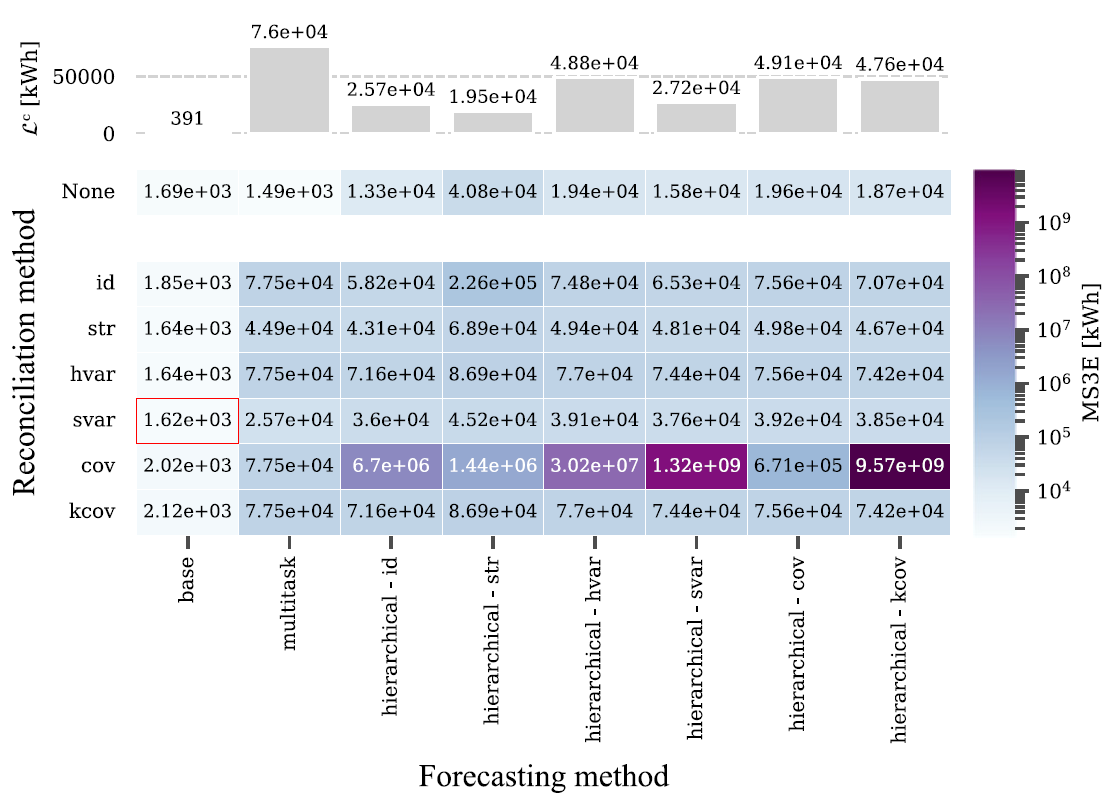 7.6e+04
4.88e+04 4.91e+04 4.76e+04
2.57e+04 1.95e+04 2.72e+04
391
50000
0
ℒᶜ [kWh]
None 1.69e+03 1.49e+03 1.33e+04 4.08e+04 1.94e+04 1.58e+04 1.96e+04 1.87e+04
id 1.85e+03 7.75e+04 5.82e+04 2.26e+05 7.48e+04 6.53e+04 7.56e+04 7.07e+04
str 1.64e+03 4.49e+04 4.31e+04 6.89e+04 4.94e+04 4.81e+04 4.98e+04 4.67e+04
hvar 1.64e+03 7.75e+04 7.16e+04 8.69e+04 7.7e+04 7.44e+04 7.56e+04 7.42e+04
svar 1.62e+03 2.57e+04 3.6e+04 4.52e+04 3.91e+04 3.76e+04 3.92e+04 3.85e+04
cov 2.02e+03 7.75e+04 6.7e+06 1.44e+06 3.02e+07 1.32e+09 6.71e+05 9.57e+09
kcov 2.12e+03 7.75e+04 7.16e+04 8.69e+04 7.7e+04 7.44e+04 7.56e+04 7.42e+04
Reconciliation method
base
multitask
hierarchical - id
hierarchical - str
hierarchical - hvar
hierarchical - svar
hierarchical - cov
hierarchical - kcov
Forecasting method
10⁹
10⁸
10⁷
10⁶
10⁵
10⁴
MS3E [kWh]